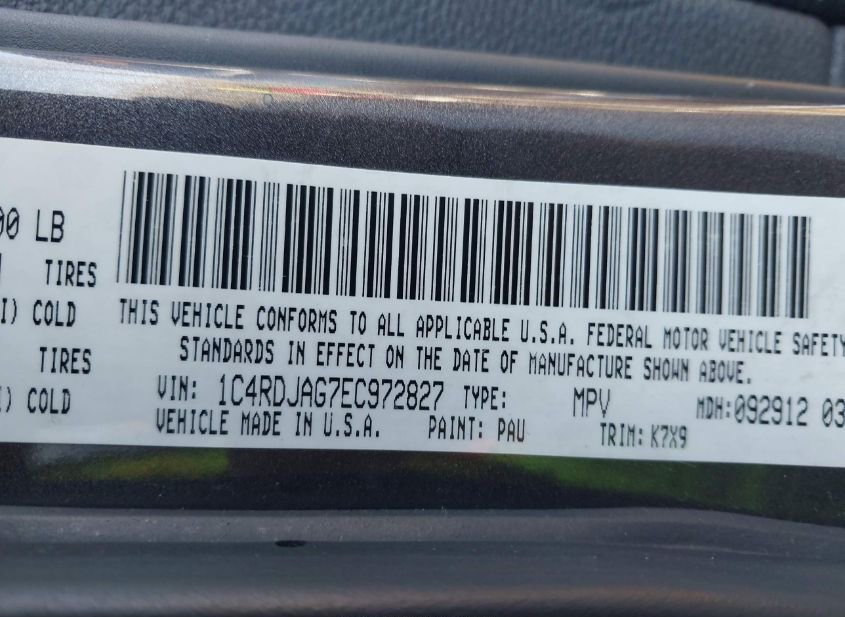 00 LB
TIRES
I) COLD
THIS VEHICLE CONFORMS TO ALL APPLICABLE U.S.A. FEDERAL MOTOR VEHICLE SAFETY
TIRES
STANDARDS IN EFFECT ON THE DATE OF MANUFACTURE SHOWN ABOVE.
I) COLD
VIN: 1C4RDJAG7EC972827 TYPE: MPV MDH:092912 03
VEHICLE MADE IN U.S.A. PAINT: PAU TRIM: K7X9